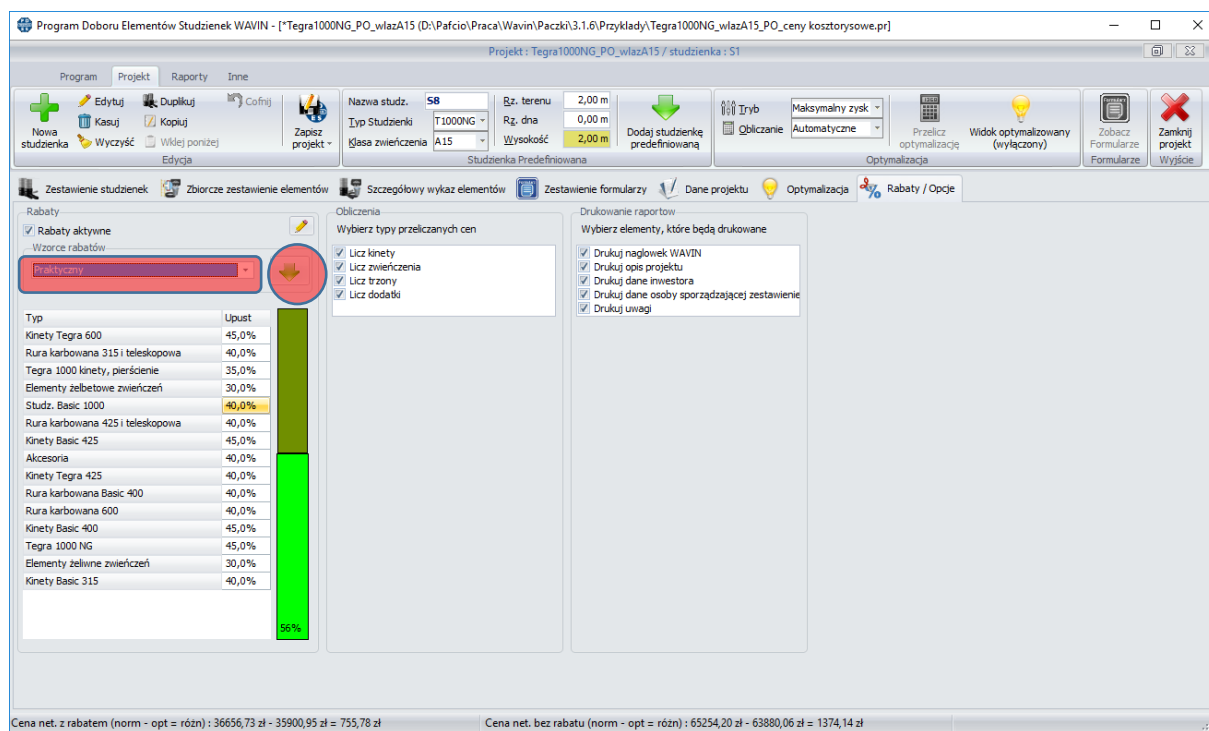 Program Doboru Elementów Studzienek WAVIN - [*Tegra1000NG_PO_wlazA15 (D:\Pafcio\Praca\Wavin\Paczki\3.1.6\Przyklady\Tegra1000NG_wlazA15_PO_ceny kosztorysowe.pr]
Projekt : Tegra1000NG_PO_wlazA15 / studzienka : S1
Program Projekt Raporty Inne
Nowa studzienka
Edytuj Duplikuj Cofnij
Kasuj Kopiuj
Wyczyść Wklej poniżej
Zapisz projekt
Edycja
Nazwa studz. S8 Rz. terenu 2,00 m
Typ Studzienki T1000NG Rz. dna 0,00 m
Klasa zwieńczenia A15 Wysokość 2,00 m
Dodaj studzienkę predefiniowaną
Studzienka Predefiniowana
Tryb Maksymalny zysk
Obliczanie Automatyczne
Przelicz optymalizację
Widok optymalizowany (wyłączony)
Optymalizacja
Zobacz Formularze
Formularze
Zamknij projekt
Wyjście
Zestawienie studzienek Zbiorcze zestawienie elementów Szczegółowy wykaz elementów Zestawienie formularzy Dane projektu Optymalizacja Rabaty / Opcje
Rabaty
Rabaty aktywne
Wzorce rabatów
Praktyczny
Typ Upust
Kinety Tegra 600 45,0%
Rura karbowana 315 i teleskopowa 40,0%
Tegra 1000 kinety, pierścienie 35,0%
Elementy żelbetowe zwieńczeń 30,0%
Studz. Basic 1000 40,0%
Rura karbowana 425 i teleskopowa 40,0%
Kinety Basic 425 45,0%
Akcesoria 40,0%
Kinety Tegra 425 40,0%
Rura karbowana Basic 400 40,0%
Rura karbowana 600 40,0%
Kinety Basic 400 45,0%
Tegra 1000 NG 45,0%
Elementy żeliwne zwieńczeń 30,0%
Kinety Basic 315 40,0%
56%
Obliczenia
Wybierz typy przeliczanych cen
Licz kinety
Licz zwieńczenia
Licz trzony
Licz dodatki
Drukowanie raportow
Wybierz elementy, które będą drukowane
Drukuj naglowek WAVIN
Drukuj opis projektu
Drukuj dane inwestora
Drukuj dane osoby sporządzającej zestawienie
Drukuj uwagi
Cena net. z rabatem (norm - opt = różn) : 36656,73 zł - 35900,95 zł = 755,78 zł
Cena net. bez rabatu (norm - opt = różn) : 65254,20 zł - 63880,06 zł = 1374,14 zł